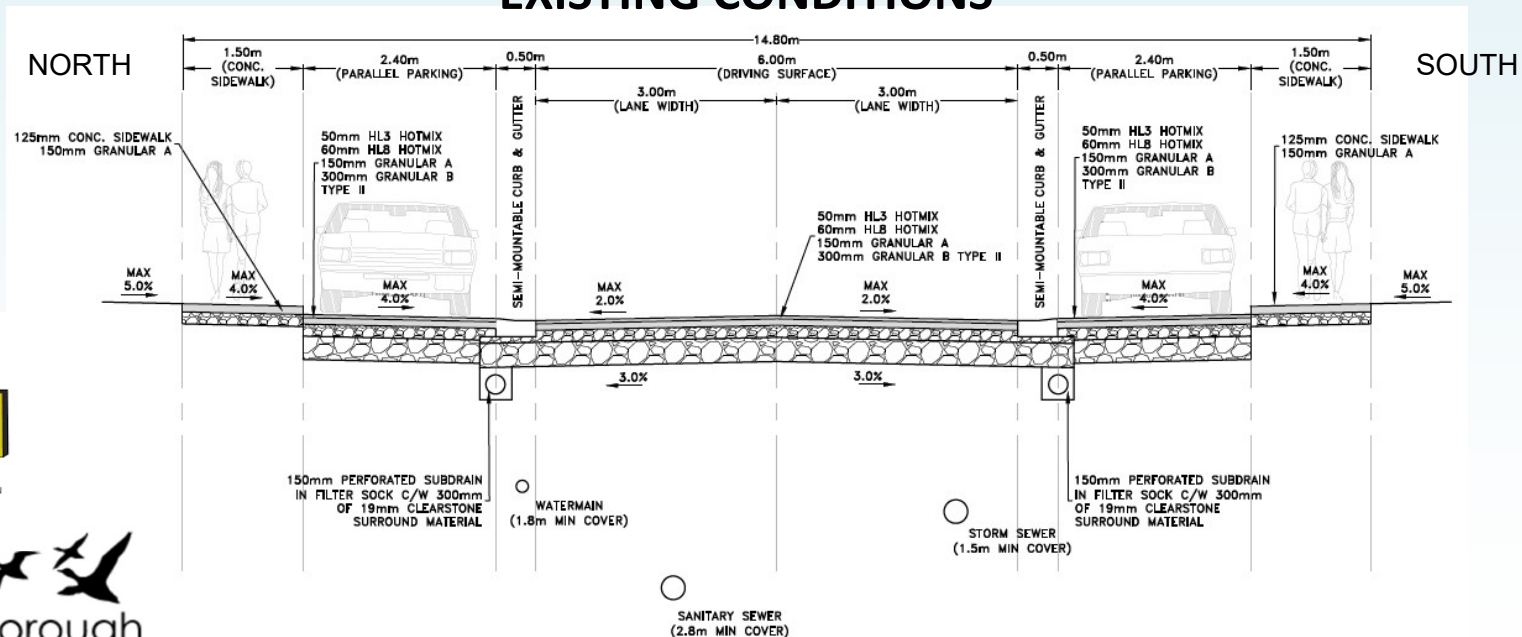 EXISTING CONDITIONS
14.80m
NORTH
SOUTH
1.50m
(CONC.
SIDEWALK)
2.40m
(PARALLEL PARKING)
0.50m
6.00m
(DRIVING SURFACE)
0.50m
2.40m
(PARALLEL PARKING)
1.50m
(CONC.
SIDEWALK)
3.00m
(LANE WIDTH)
3.00m
(LANE WIDTH)
125mm CONC. SIDEWALK
150mm GRANULAR A
50mm HL3 HOTMIX
60mm HL8 HOTMIX
150mm GRANULAR A
300mm GRANULAR B
TYPE II
SEMI-MOUNTABLE CURB & GUTTER
50mm HL3 HOTMIX
60mm HL8 HOTMIX
150mm GRANULAR A
300mm GRANULAR B TYPE II
SEMI-MOUNTABLE CURB & GUTTER
50mm HL3 HOTMIX
60mm HL8 HOTMIX
150mm GRANULAR A
300mm GRANULAR B
TYPE II
125mm CONC. SIDEWALK
150mm GRANULAR A
MAX
5.0%
MAX
4.0%
MAX
4.0%
MAX
2.0%
MAX
2.0%
MAX
4.0%
MAX
4.0%
MAX
5.0%
3.0%
3.0%
150mm PERFORATED SUBDRAIN
IN FILTER SOCK C/W 300mm
OF 19mm CLEARSTONE
SURROUND MATERIAL
WATERMAIN
(1.8m MIN COVER)
STORM SEWER
(1.5m MIN COVER)
150mm PERFORATED SUBDRAIN
IN FILTER SOCK C/W 300mm
OF 19mm CLEARSTONE
SURROUND MATERIAL
SANITARY SEWER
(2.8m MIN COVER)
orough